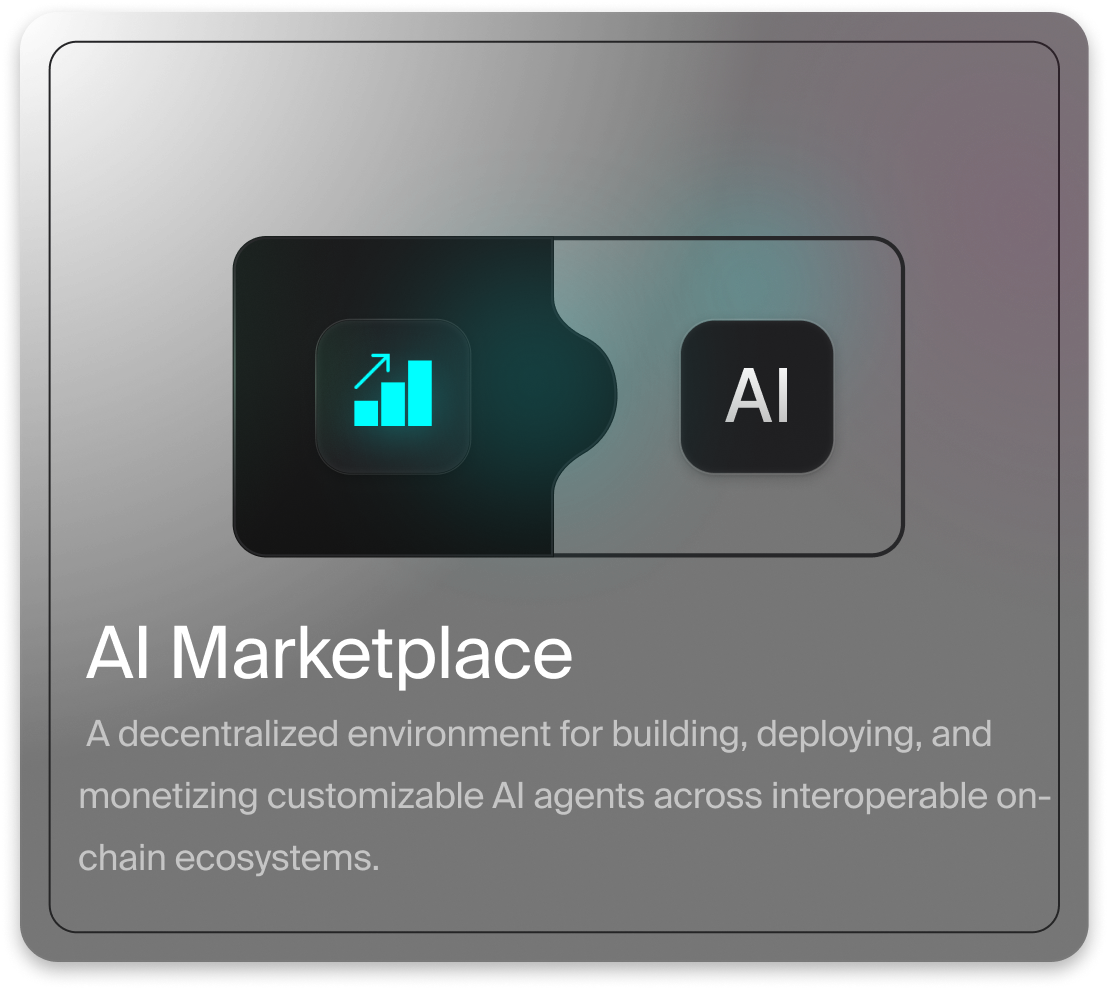 AI
AI Marketplace
A decentralized environment for building, deploying, and
monetizing customizable AI agents across interoperable on-
chain ecosystems.